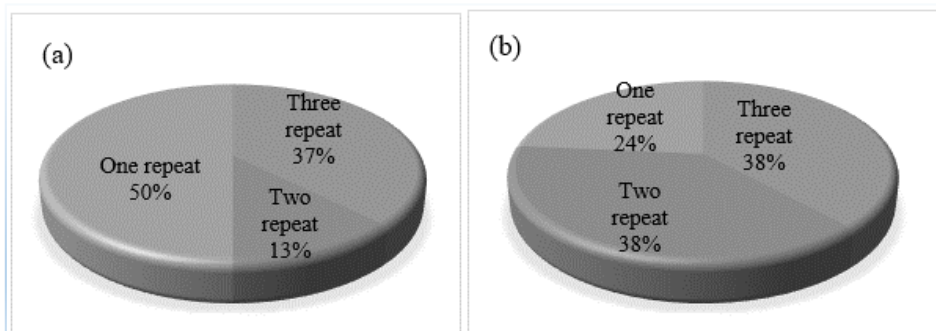 (a)
Three
repeat
37%
One repeat
50%
Two
repeat
13%
(b)
One
repeat
24%
Three
repeat
38%
Two
repeat
38%